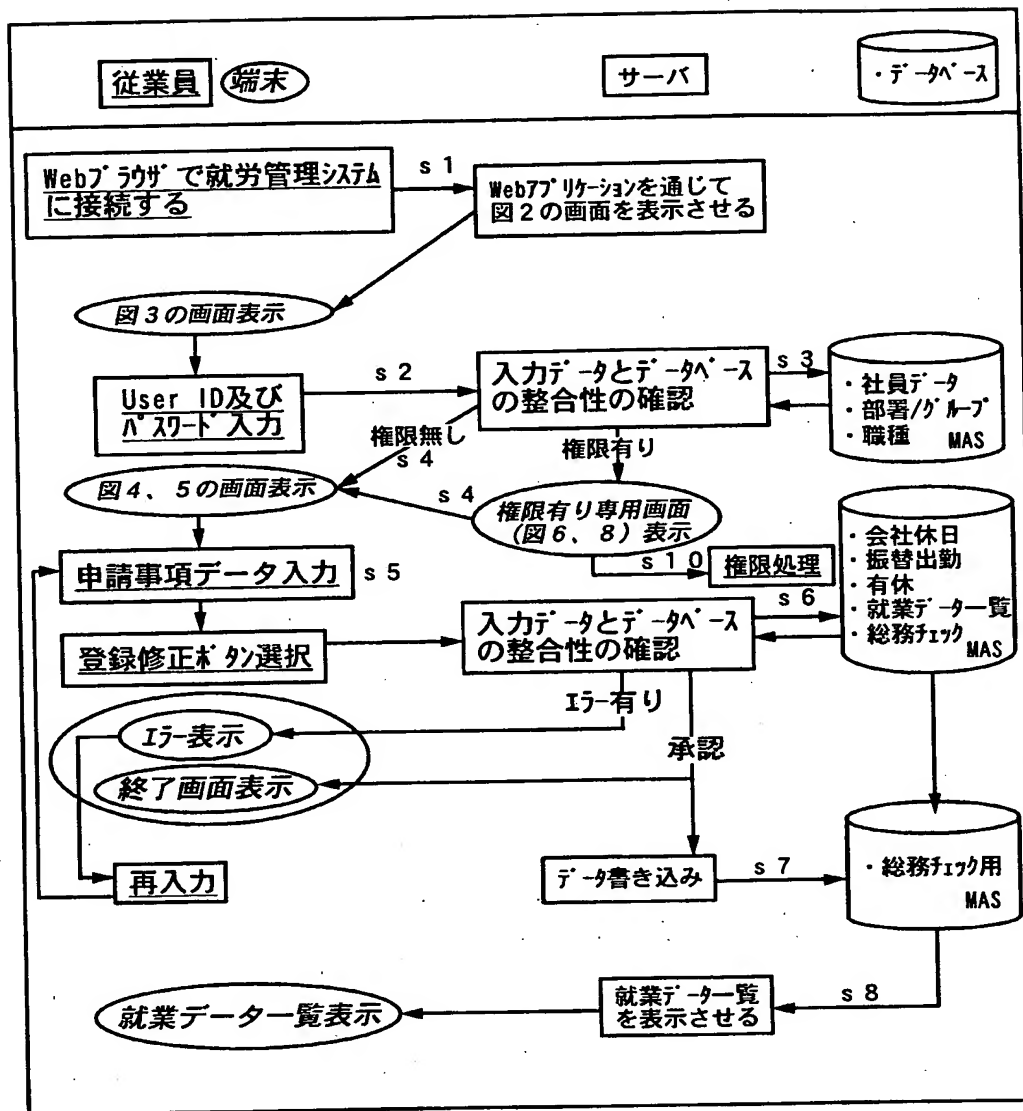 従業員
端末
サーバ
・データベース
Webブラウザで就労管理システム
に接続する
s1
Webアプリケーションを通じて
図2の画面を表示させる
図3の画面表示
User ID及び
パスワード入力
s2
入力データとデータベース
の整合性の確認
s3
・社員データ
・部署/グループ
・職種
MAS
権限無し
s4
権限有り
図4、5の画面表示
s4
権限有り専用画面
(図6、8)表示
s10
権限処理
・会社休日
・振替出勤
・有休
・就業データ一覧
・総務チェック
MAS
申請事項データ入力
s5
s6
登録修正ボタン選択
入力データとデータベース
の整合性の確認
エラー有り
承認
エラー表示
終了画面表示
再入力
データ書き込み
s7
・総務チェック用
MAS
就業データ一覧表示
就業データ一覧
を表示させる
s8